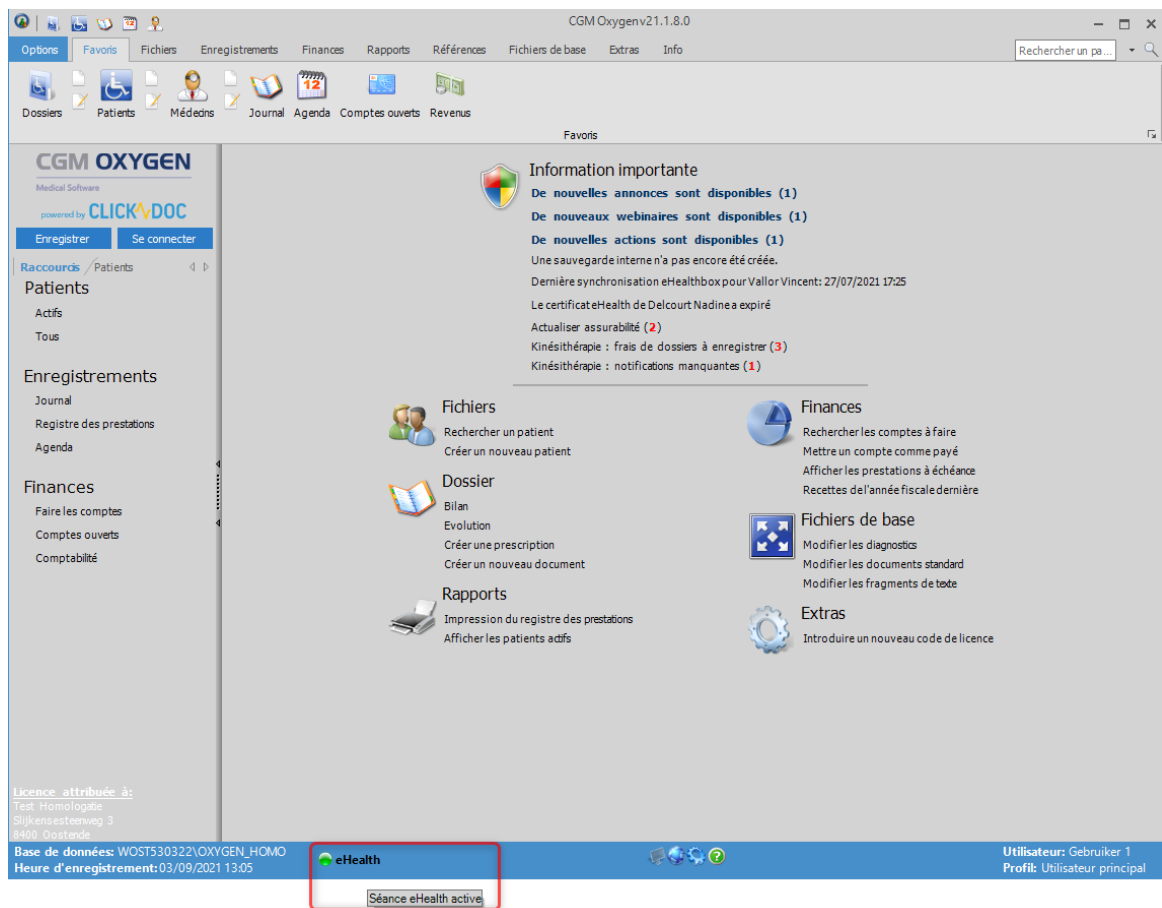 CGM Oxygen v21.1.8.0
Options Favoris Fichiers Enregistrements Finances Rapports Références Fichiers de base Extras Info Rechercher un pa...
12
Dossiers Patients Médecins Journal Agenda Comptes ouverts Revenus
Favoris
CGM OXYGEN
Medical Software
powered by CLICKDOC
Enregistrer Se connecter
Raccourcis Patients
Patients
Actifs
Tous
Enregistrements
Journal
Registre des prestations
Agenda
Finances
Faire les comptes
Comptes ouverts
Comptabilité
Information importante
De nouvelles annonces sont disponibles (1)
De nouveaux webinaires sont disponibles (1)
De nouvelles actions sont disponibles (1)
Une sauvegarde interne n'a pas encore été créée.
Dernière synchronisation eHealthbox pour Vallor Vincent: 27/07/2021 17:25
Le certificat eHealth de Delcourt Nadine a expiré
Actualiser assurabilité (2)
Kinésithérapie : frais de dossiers à enregistrer (3)
Kinésithérapie : notifications manquantes (1)
Fichiers
Rechercher un patient
Créer un nouveau patient
Dossier
Bilan
Evolution
Créer une prescription
Créer un nouveau document
Rapports
Impression du registre des prestations
Afficher les patients actifs
Finances
Rechercher les comptes à faire
Mettre un compte comme payé
Afficher les prestations à échéance
Recettes de l'année fiscale dernière
Fichiers de base
Modifier les diagnostics
Modifier les documents standard
Modifier les fragments de texte
Extras
Introduire un nouveau code de licence
Licence attribuée à:
Test Homologatie
Slijkensesteenweg 3
8400 Oostende
Base de données: WOST530322\OXYGEN_HOMO
Heure d'enregistrement: 03/09/2021 13:05
eHealth
Séance eHealth active
Utilisateur: Gebruiker 1
Profil: Utilisateur principal